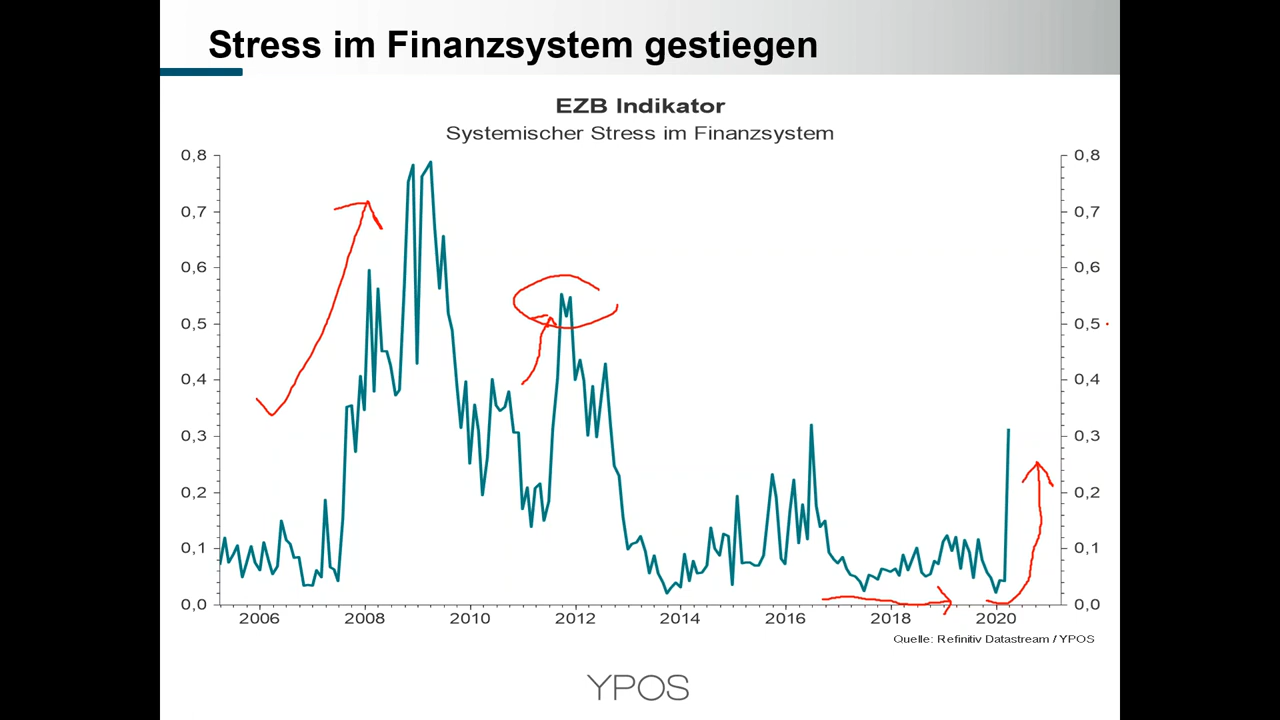 Stress im Finanzsystem gestiegen
EZB Indikator
Systemischer Stress im Finanzsystem
0,8 0,8
0,7 0,7
0,6 0,6
0,5 0,5
0,4 0,4
0,3 0,3
0,2 0,2
0,1 0,1
0,0 0,0
2006 2008 2010 2012 2014 2016 2018 2020
Quelle: Refinitiv Datastream / YPOS
YPOS